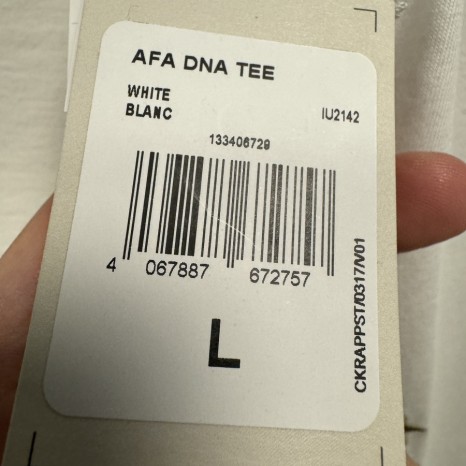 AFA DNA TEE
WHITE
BLANC
IU2142
133406729
4 067887 672757
L
CKRAPPST/0317/V01